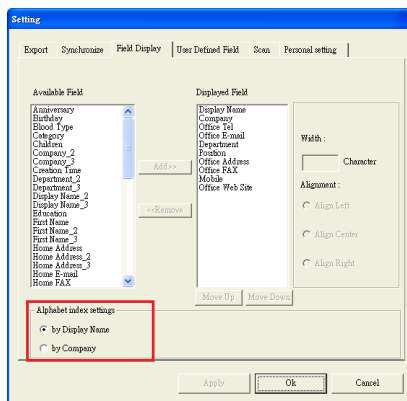 Setting
Export Synchronize Field Display User Defined Field Scan Personal setting
Available Field
Anniversary
Birthday
Blood Type
Category
Children
Company_2
Company_3
Creation Time
Department_2
Department_3
Display Name_2
Display Name_3
Education
First Name
First Name_2
First Name_3
Home Address
Home Address_2
Home Address_3
Home E-mail
Home FAX
Add>>
<<Remove
Displayed Field
Display Name
Company
Office Tel
Office E-mail
Department
Position
Office Address
Office FAX
Mobile
Office Web Site
Move Up Move Down
Width :
Character
Alignment :
Align Left
Align Center
Align Right
Alphabet index settings
by Display Name
by Company
Apply Ok Cancel